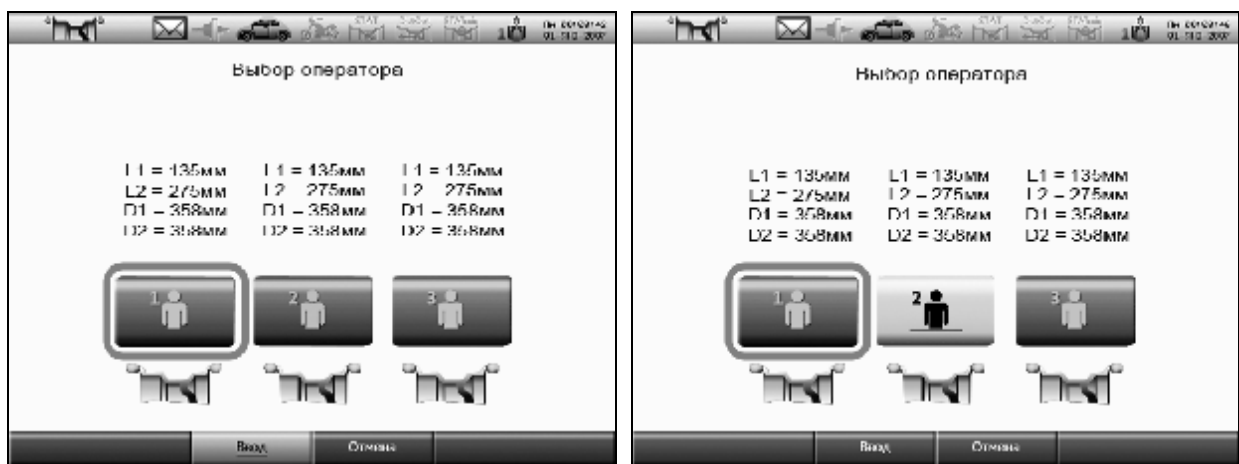 Выбор оператора
L1 = 135мм L1 = 135мм L1 = 135мм
L2 = 275мм L2 = 275мм L2 = 275мм
D1 = 358мм D1 = 358мм D1 = 358мм
D2 = 358мм D2 = 358мм D2 = 358мм
1 2 3
Ввод Отмена
Выбор оператора
L1 = 135мм L1 = 135мм L1 = 135мм
L2 = 275мм L2 = 275мм L2 = 275мм
D1 = 358мм D1 = 358мм D1 = 358мм
D2 = 358мм D2 = 358мм D2 = 358мм
1 2 3
Ввод Отмена